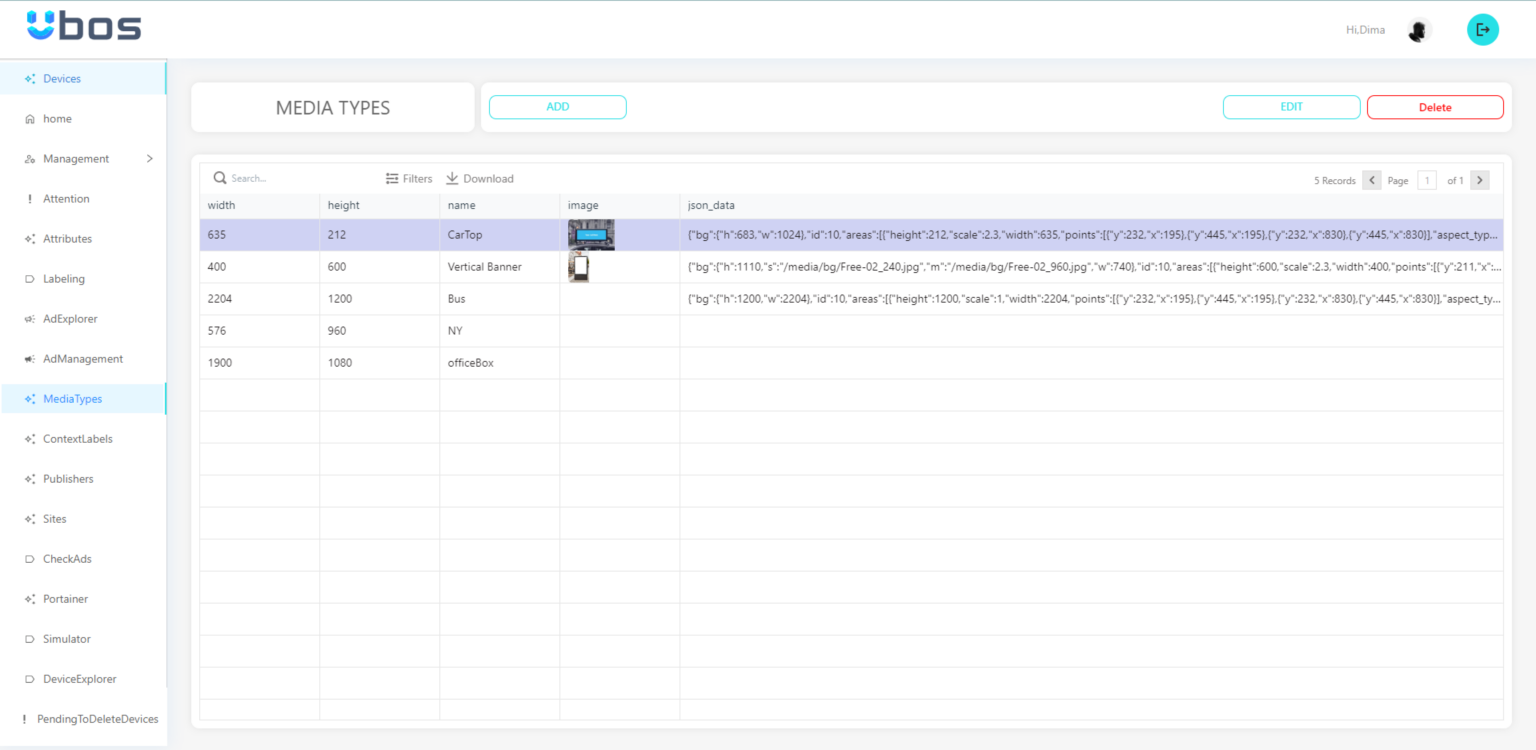 Ubos
Hi,Dima
Devices
home
Management
Attention
Attributes
Labeling
AdExplorer
AdManagement
MediaTypes
ContextLabels
Publishers
Sites
CheckAds
Portainer
Simulator
DeviceExplorer
PendingToDeleteDevices
MEDIA TYPES
ADD
EDIT
Delete
Search...
Filters
Download
5 Records
Page 1 of 1
width height name image json_data
635 212 CarTop {"bg":{"h":683,"w":1024},"id":10,"areas":[{"height":212,"scale":2.3,"width":635,"points":[{"y":232,"x":195},{"y":445,"x":195},{"y":232,"x":830},{"y":445,"x":830}],"aspect_typ...
400 600 Vertical Banner {"bg":{"h":1110,"s":"/media/bg/Free-02_240.jpg","m":"/media/bg/Free-02_960.jpg","w":740},"id":10,"areas":[{"height":600,"scale":2.3,"width":400,"points":[{"y":211,"x":...
2204 1200 Bus {"bg":{"h":1200,"w":2204},"id":10,"areas":[{"height":1200,"scale":1,"width":2204,"points":[{"y":232,"x":195},{"y":445,"x":195},{"y":232,"x":830},{"y":445,"x":830}],"aspect_ty...
576 960 NY
1900 1080 officeBox